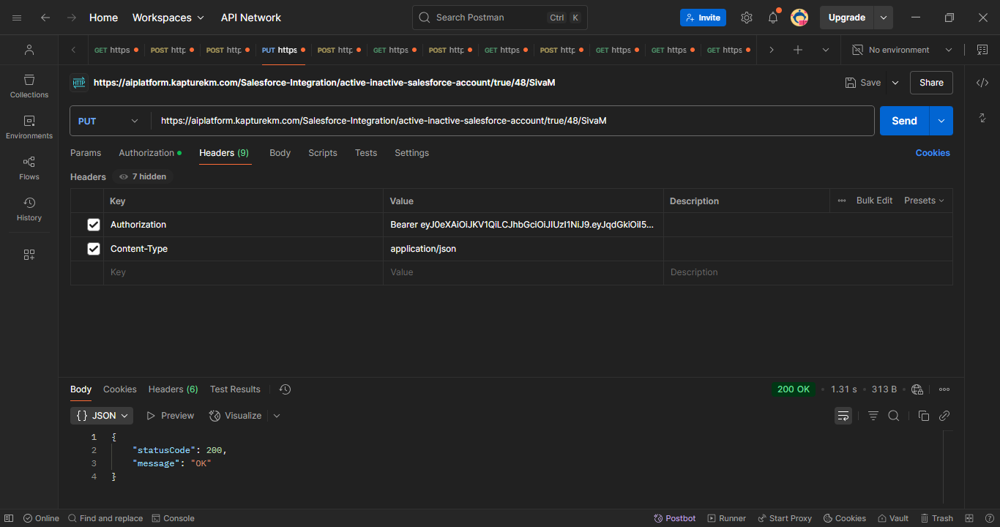 Home Workspaces API Network Search Postman Ctrl K Invite Upgrade
GET https POST http POST http PUT https POST http GET https POST http GET https POST http GET https GET https GET https No environment
HTTP https://aiplatform.kapturekm.com/Salesforce-Integration/active-inactive-salesforce-account/true/48/SivaM Save Share
Collections
PUT https://aiplatform.kapturekm.com/Salesforce-Integration/active-inactive-salesforce-account/true/48/SivaM Send
Environments
Params Authorization Headers (9) Body Scripts Tests Settings Cookies
Flows
Headers 7 hidden
Key Value Description Bulk Edit Presets
History
Authorization Bearer eyJ0eXAiOiJKV1QiLCJhbGciOiJIUzI1NiJ9.eyJqdGkiOiI5...
Content-Type application/json
Key Value Description
Body Cookies Headers (6) Test Results 200 OK • 1.31 s • 313 B
{} JSON Preview Visualize
1 {
2 "statusCode": 200,
3 "message": "OK"
4 }
Online Find and replace Console Postbot Runner Start Proxy Cookies Vault Trash